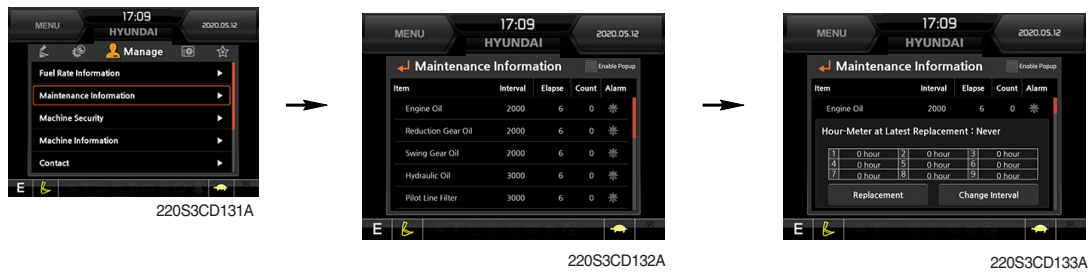 MENU 17:09 2020.05.12
HYUNDAI
Manage
Fuel Rate Information
Maintenance Information
Machine Security
Machine Information
Contact
E
220S3CD131A
MENU 17:09 2020.05.12
HYUNDAI
Maintenance Information Enable Popup
Item Interval Elapse Count Alarm
Engine Oil 2000 6 0
Reduction Gear Oil 2000 6 0
Swing Gear Oil 2000 6 0
Hydraulic Oil 3000 6 0
Pilot Line Filter 3000 6 0
E
220S3CD132A
MENU 17:09 2020.05.12
HYUNDAI
Maintenance Information Enable Popup
Item Interval Elapse Count Alarm
Engine Oil 2000 6 0
Hour-Meter at Latest Replacement : Never
1 0 hour 2 0 hour 3 0 hour
4 0 hour 5 0 hour 6 0 hour
7 0 hour 8 0 hour 9 0 hour
Replacement Change Interval
E
220S3CD133A